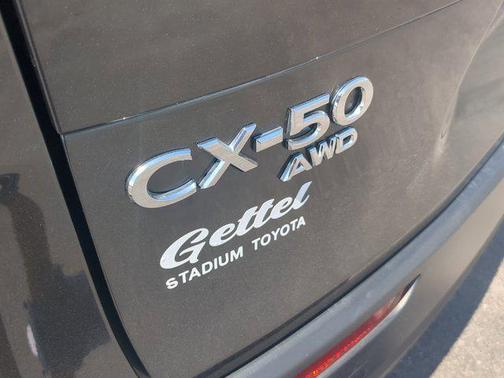 CX-50
AWD
Gettel
STADIUM TOYOTA